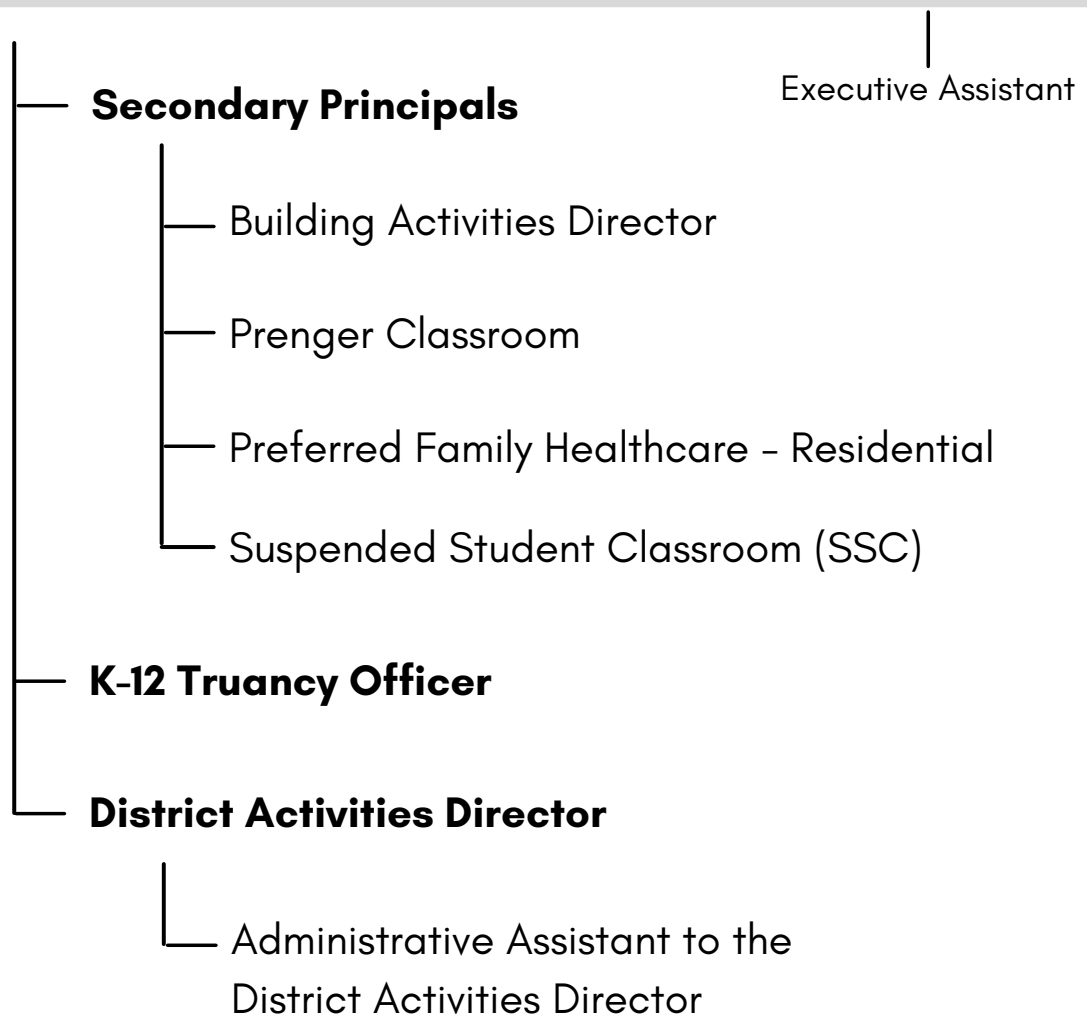 Executive Assistant
Secondary Principals
Building Activities Director
Prenger Classroom
Preferred Family Healthcare - Residential
Suspended Student Classroom (SSC)
K-12 Truancy Officer
District Activities Director
Administrative Assistant to the
District Activities Director